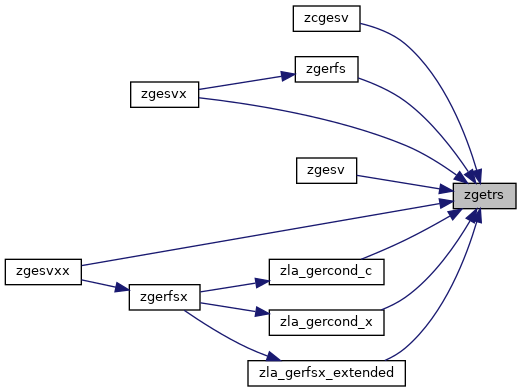 zcgesv
zgerfs
zgesvx
zgesv
zgetrs
zgesvxx
zla_gercond_c
zgerfsx
zla_gercond_x
zla_gerfsx_extended